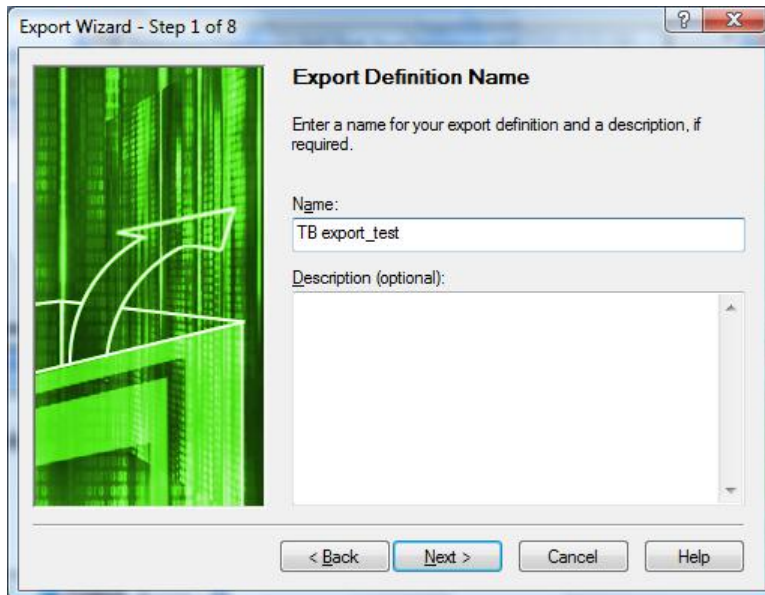 Export Wizard - Step 1 of 8
Export Definition Name
Enter a name for your export definition and a description, if
required.
Name:
TB export_test
Description (optional):
< Back
Next >
Cancel
Help